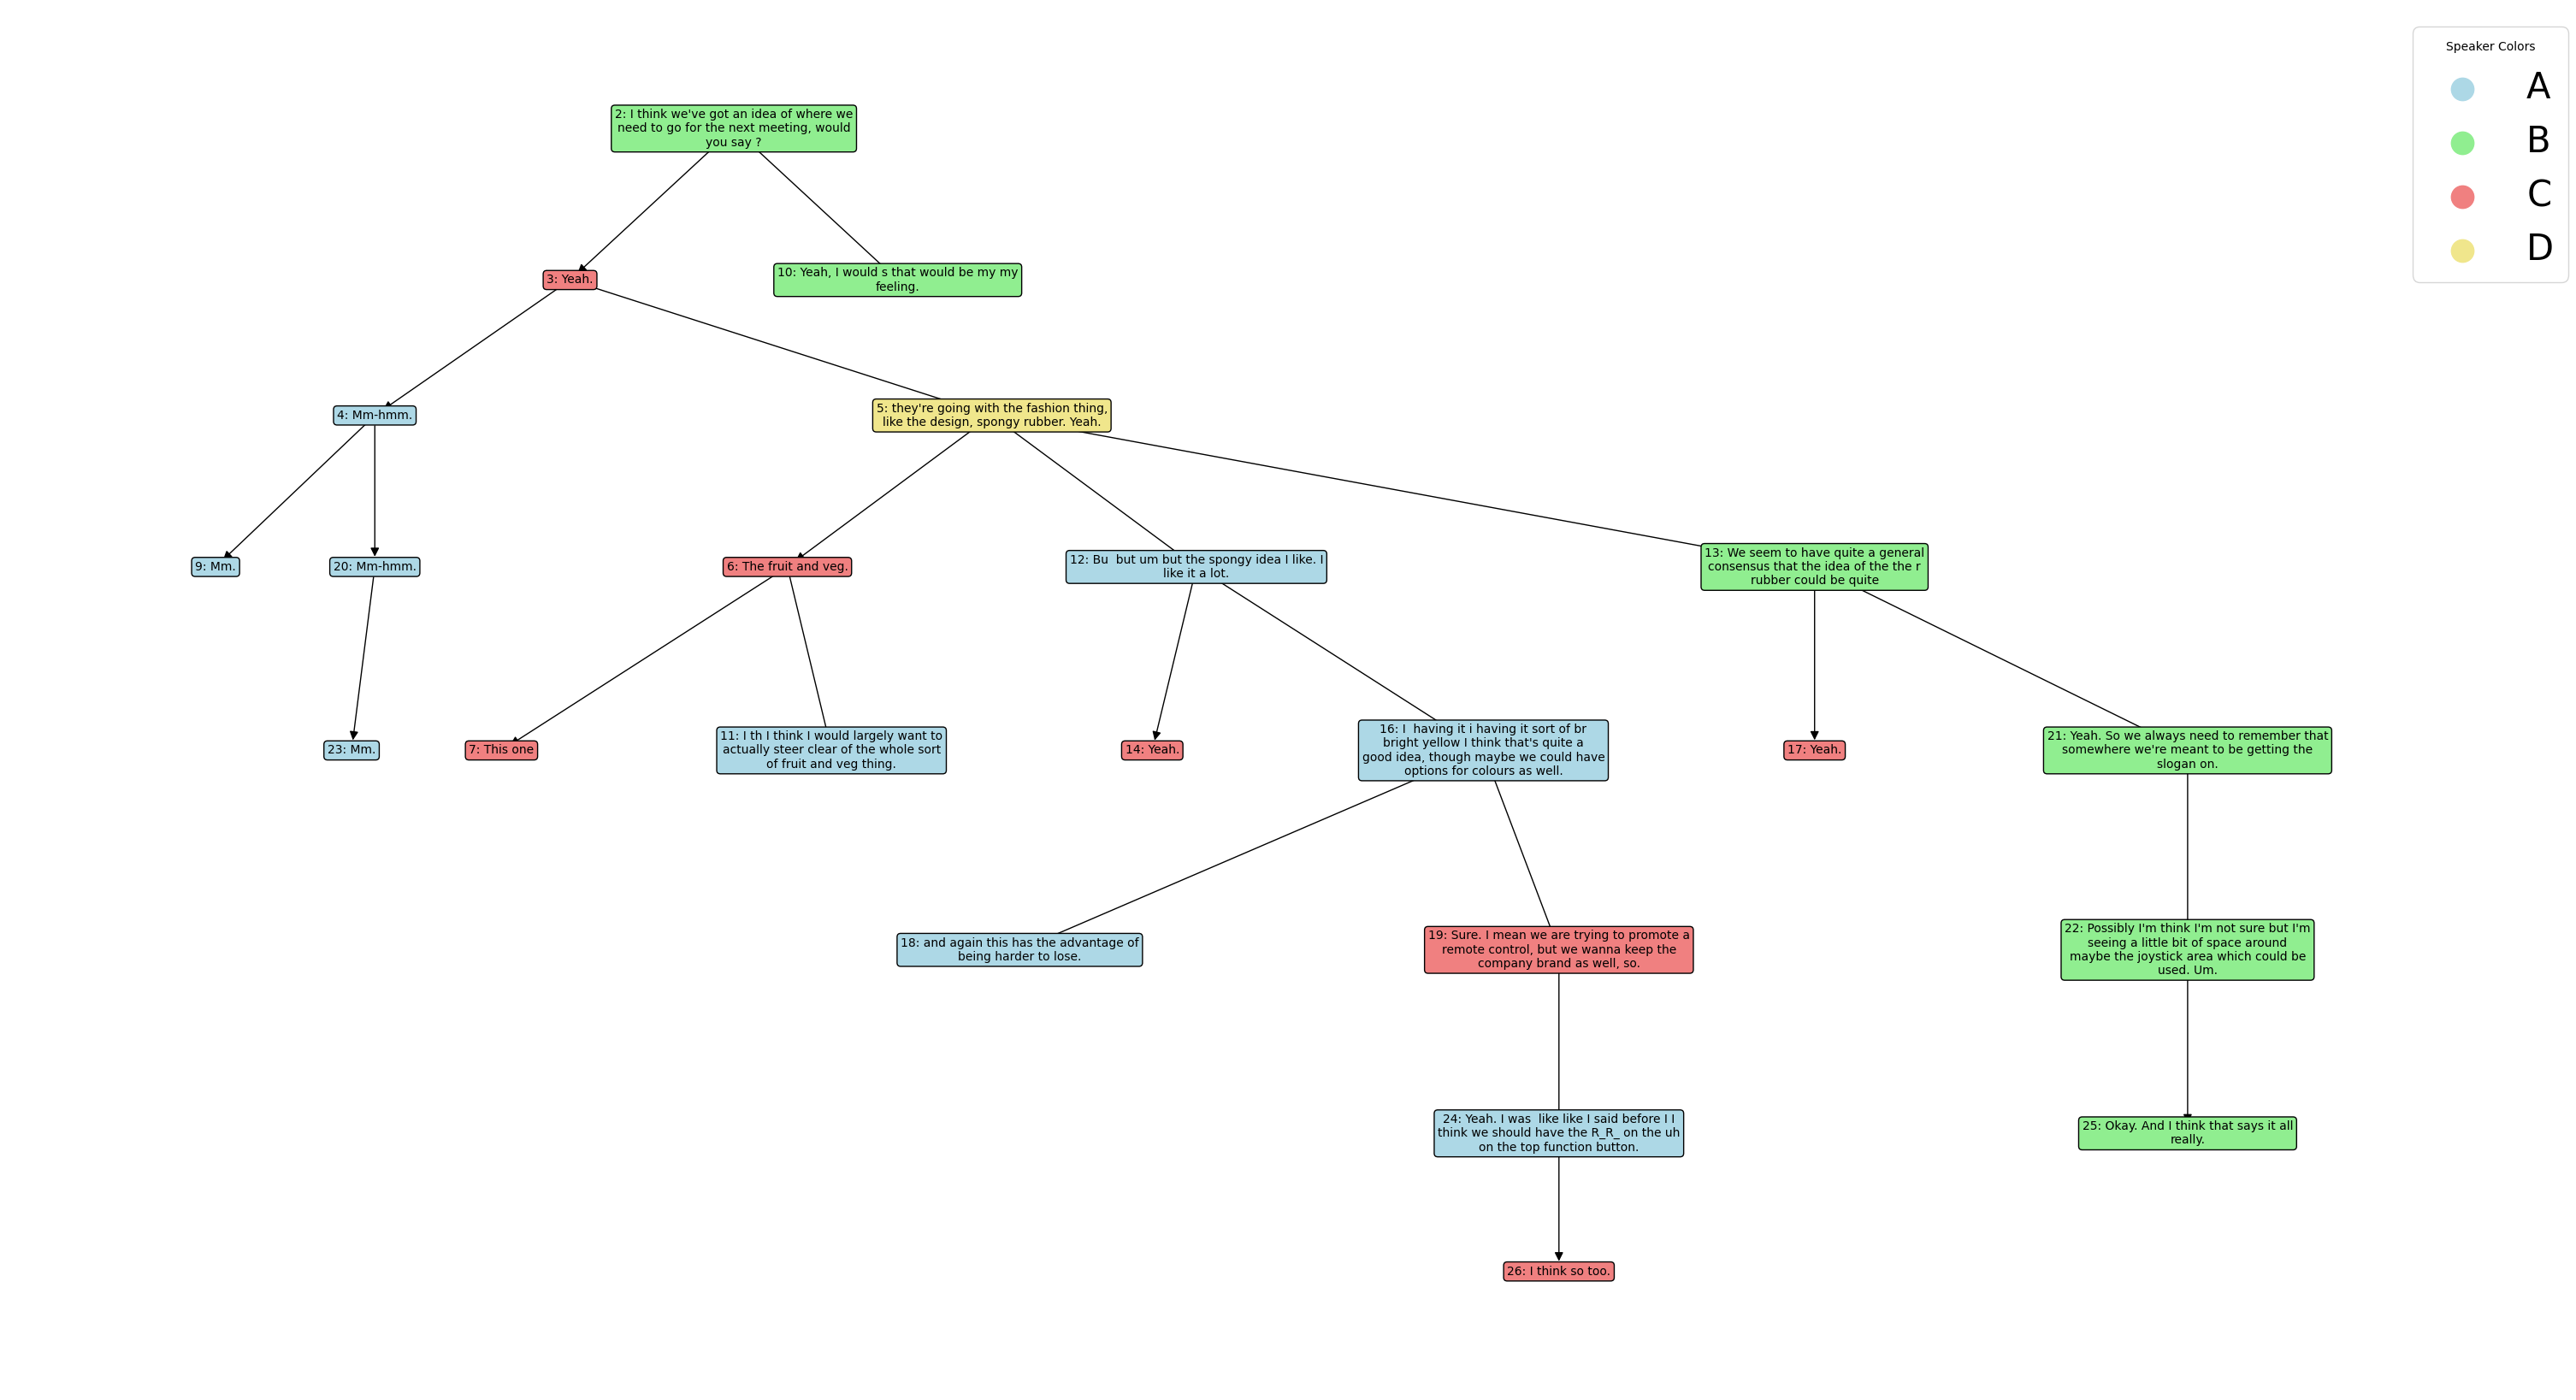 Speaker Colors
A
B
C
D
2: I think we've got an idea of where we
need to go for the next meeting, would
you say ?
3: Yeah.
10: Yeah, I would s that would be my my
feeling.
4: Mm-hmm.
5: they're going with the fashion thing,
like the design, spongy rubber. Yeah.
9: Mm.
20: Mm-hmm.
6: The fruit and veg.
12: Bu  but um but the spongy idea I like. I
like it a lot.
13: We seem to have quite a general
consensus that the idea of the the r
rubber could be quite
23: Mm.
7: This one
11: I th I think I would largely want to
actually steer clear of the whole sort
of fruit and veg thing.
14: Yeah.
16: I  having it i having it sort of br
bright yellow I think that's quite a
good idea, though maybe we could have
options for colours as well.
17: Yeah.
21: Yeah. So we always need to remember that
somewhere we're meant to be getting the
slogan on.
18: and again this has the advantage of
being harder to lose.
19: Sure. I mean we are trying to promote a
remote control, but we wanna keep the
company brand as well, so.
22: Possibly I'm think I'm not sure but I'm
seeing a little bit of space around
maybe the joystick area which could be
used. Um.
24: Yeah. I was  like like I said before I I
think we should have the R_R_ on the uh
on the top function button.
25: Okay. And I think that says it all
really.
26: I think so too.